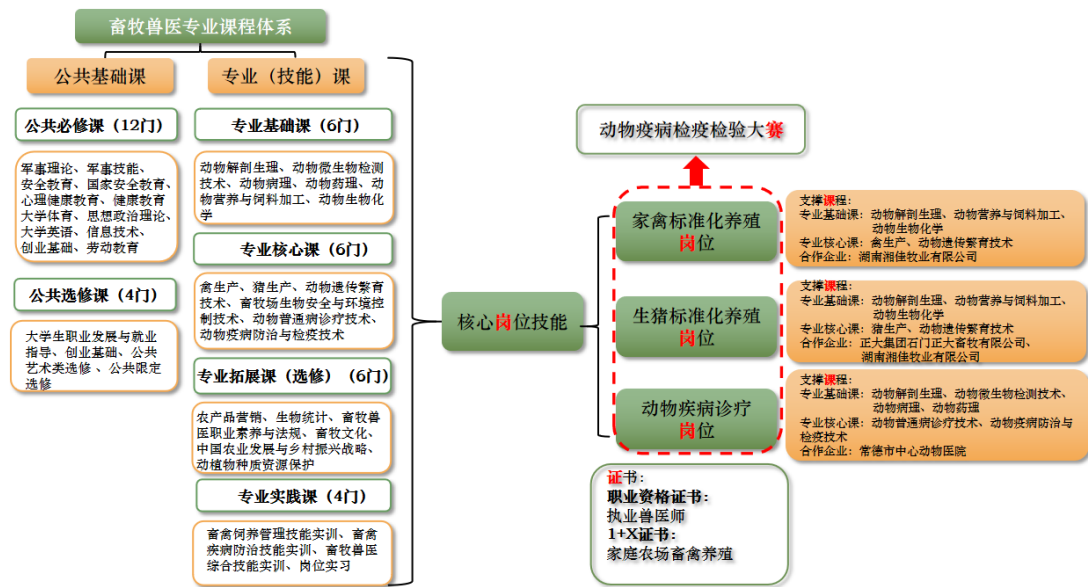 畜牧兽医专业课程体系
公共基础课
专业（技能）课
公共必修课（12门）
军事理论、军事技能、
安全教育、国家安全教育、
心理健康教育、健康教育
大学体育、思想政治理论、
大学英语、信息技术、
创业基础、劳动教育
公共选修课（4门）
大学生职业发展与就业
指导、创业基础、公共
艺术类选修、公共限定
选修
专业基础课（6门）
动物解剖生理、动物微生物检测
技术、动物病理、动物药理、动
物营养与饲料加工、动物生物化
学
专业核心课（6门）
禽生产、猪生产、动物遗传繁育
技术、畜牧场生物安全与环境控
制技术、动物普通病诊疗技术、
动物疫病防治与检疫技术
专业拓展课（选修）（6门）
农产品营销、生物统计、畜牧兽
医职业素养与法规、畜牧文化、
中国农业发展与乡村振兴战略、
动植物种质资源保护
专业实践课（4门）
畜禽饲养管理技能实训、畜禽
疾病防治技能实训、畜牧兽医
综合技能实训、岗位实习
核心岗位技能
动物疫病检疫检验大赛
家禽标准化养殖
岗位
生猪标准化养殖
岗位
动物疾病诊疗
岗位
证书：
职业资格证书：
执业兽医师
1+X证书：
家庭农场畜禽养殖
支撑课程：
专业基础课：动物解剖生理、动物营养与饲料加工、
动物生物化学
专业核心课：禽生产、动物遗传繁育技术
合作企业：湖南湘佳牧业有限公司
支撑课程：
专业基础课：动物解剖生理、动物营养与饲料加工、
动物生物化学
专业核心课：猪生产、动物遗传繁育技术
合作企业：正大集团石门正大畜牧有限公司、
湖南湘佳牧业有限公司
支撑课程：
专业基础课：动物解剖生理、动物微生物检测技术、
动物病理、动物药理
专业核心课：动物普通病诊疗技术、动物疫病防治与
检疫技术
合作企业：常德市中心动物医院